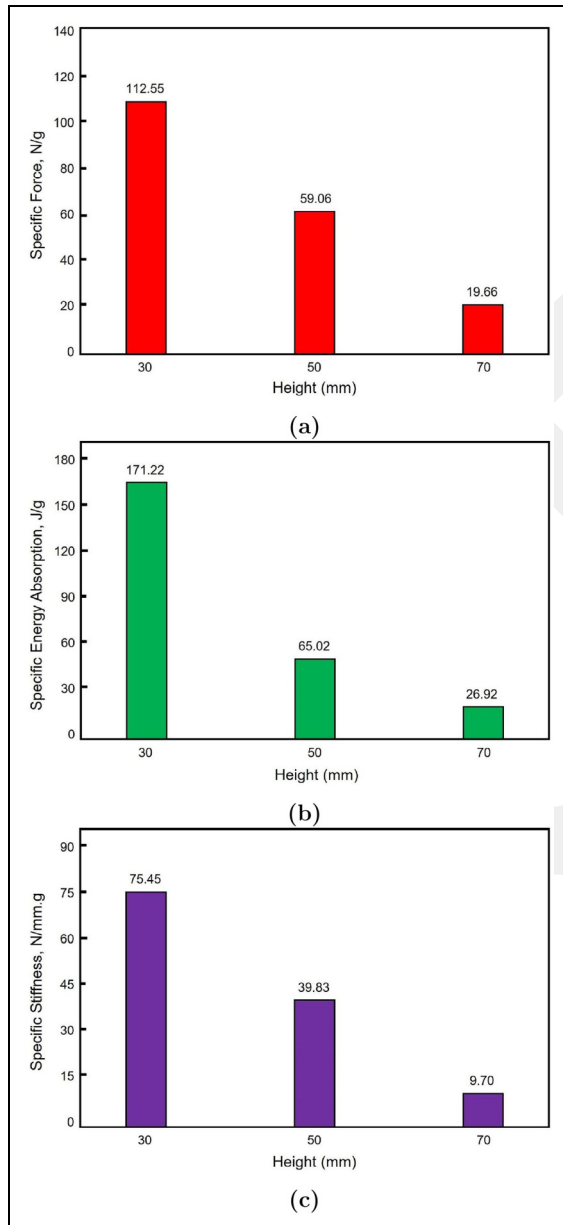 140
120
100
80
60
40
20
0
Specific Force, N/g
112.55
59.06
19.66
30 50 70
Height (mm)
(a)
180
150
120
90
60
30
0
Specific Energy Absorption, J/g
171.22
65.02
26.92
30 50 70
Height (mm)
(b)
90
75
60
45
30
15
0
Specific Stiffness, N/mm.g
75.45
39.83
9.70
30 50 70
Height (mm)
(c)